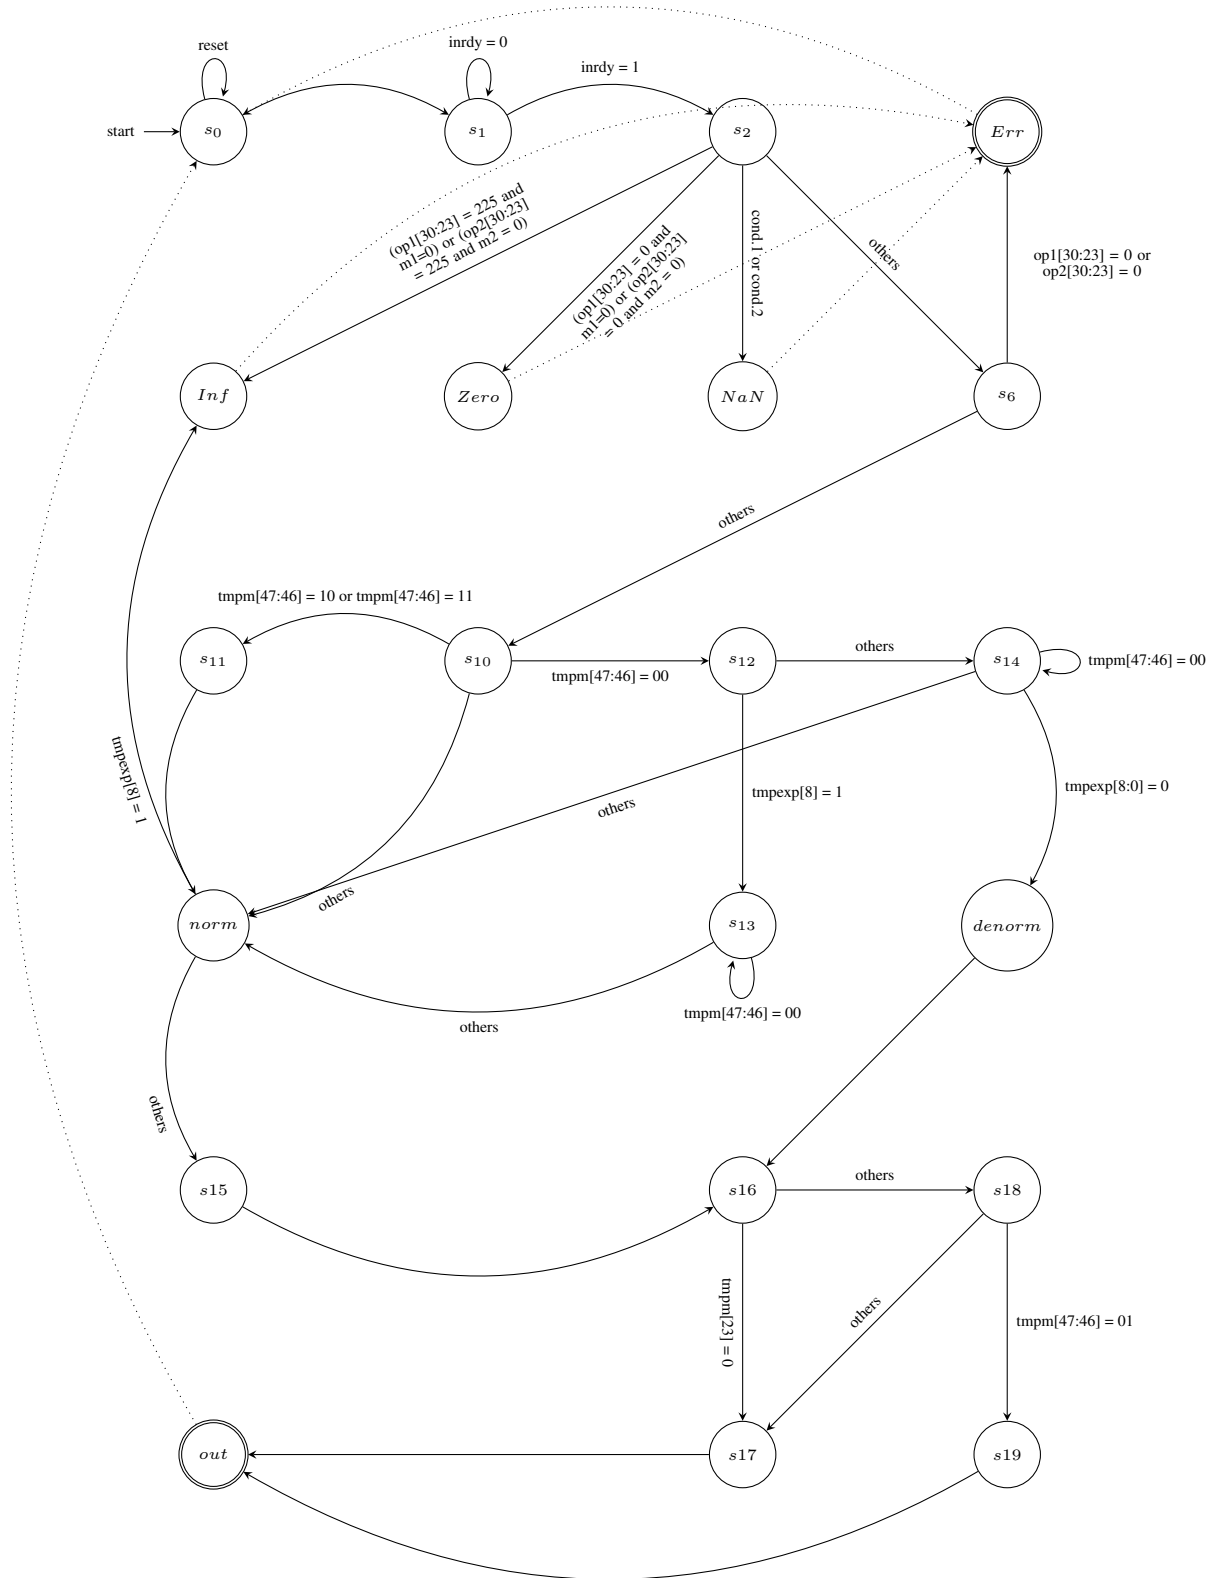 reset
inrdy = 0
inrdy = 1
start
s0
s1
s2
Err
(op1[30:23] = 225 and
m1=0) or (op2[30:23]
= 225 and m2 = 0)
(op1[30:23] = 0 and
m1=0) or (op2[30:23]
= 0 and m2 = 0)
cond.1 or cond.2
others
op1[30:23] = 0 or
op2[30:23] = 0
Inf
Zero
NaN
s6
others
tmpm[47:46] = 10 or tmpm[47:46] = 11
s11
s10
tmpm[47:46] = 00
s12
others
s14
tmpm[47:46] = 00
tmpexp[8] = 1
others
tmpexp[8] = 1
tmpexp[8:0] = 0
others
norm
s13
denorm
tmpm[47:46] = 00
others
others
s15
s16
others
s18
tmpm[23] = 0
others
tmpm[47:46] = 01
out
s17
s19